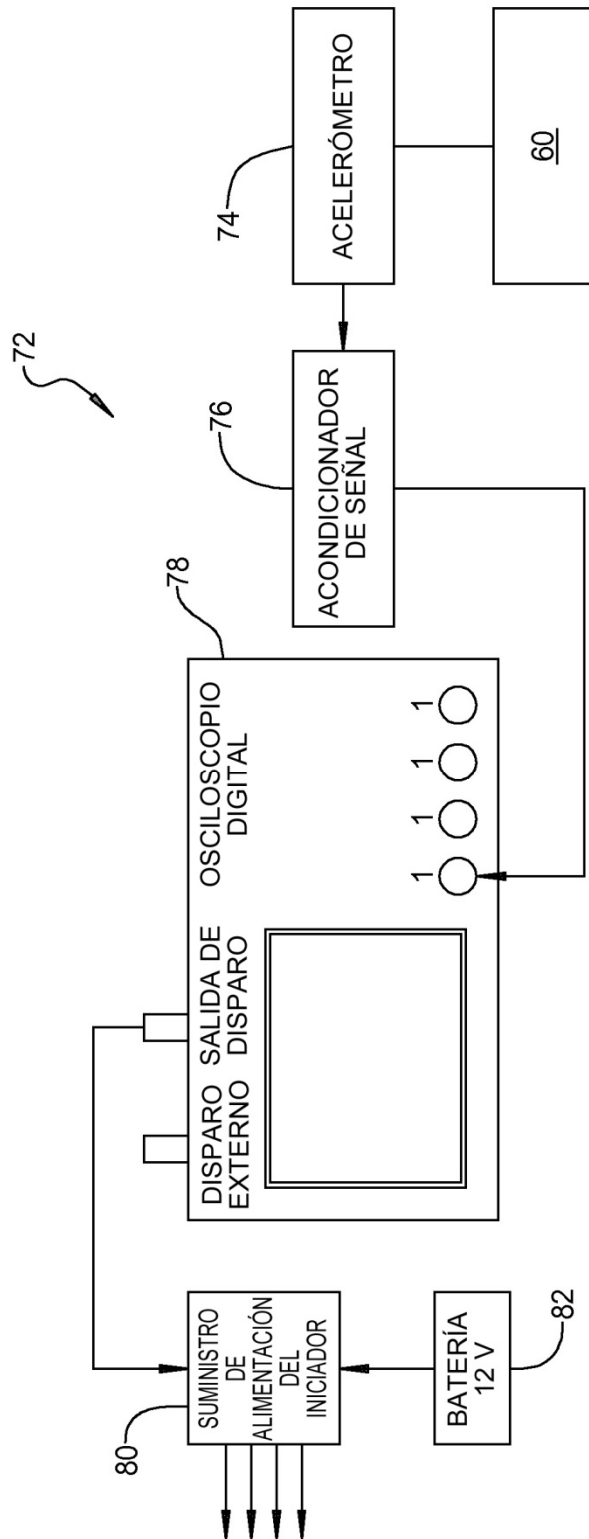 72
80
SUMINISTRO
DE
ALIMENTACIÓN
DEL
INICIADOR
BATERÍA
12 V
82
DISPARO
EXTERNO
SALIDA DE
DISPARO
OSCILOSCOPIO
DIGITAL
78
1
1
1
1
76
ACONDICIONADOR
DE SEÑAL
74
ACELERÓMETRO
60